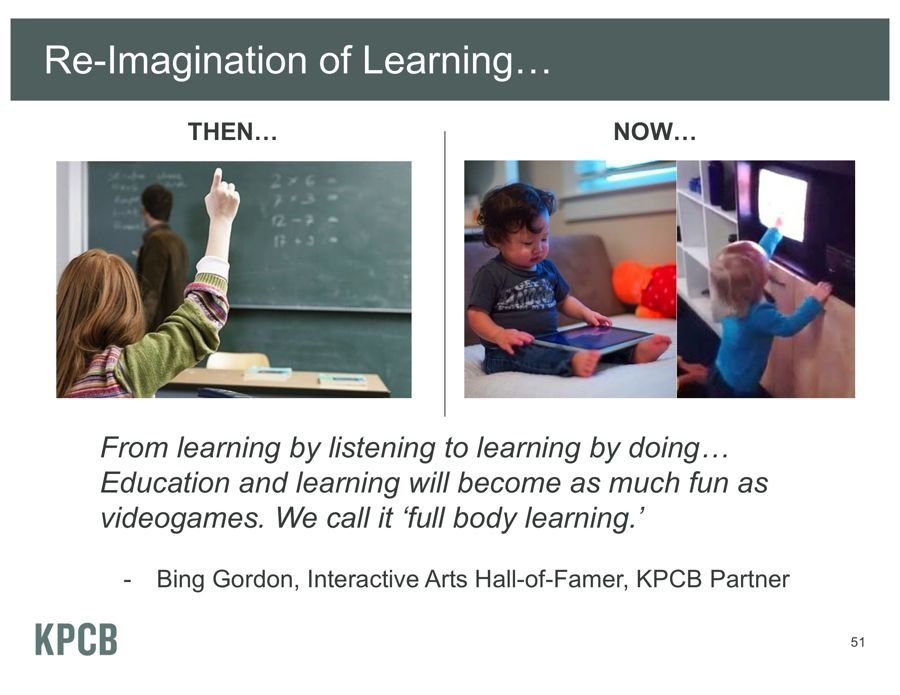 Re-Imagination of Learning…
THEN…
NOW…
2 × 6 =
7 × 3 =
12 – 7 =
17 + 3 =
From learning by listening to learning by doing…
Education and learning will become as much fun as
videogames. We call it ‘full body learning.’
- Bing Gordon, Interactive Arts Hall-of-Famer, KPCB Partner
KPCB
51